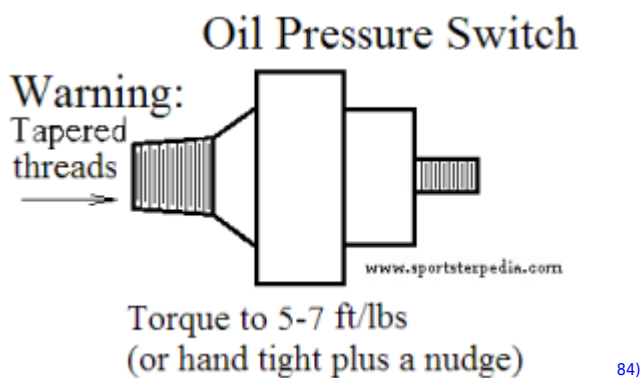 Oil Pressure Switch
Warning:
Tapered
threads
www.sportsterpedia.com
Torque to 5-7 ft/lbs
(or hand tight plus a nudge)
84)